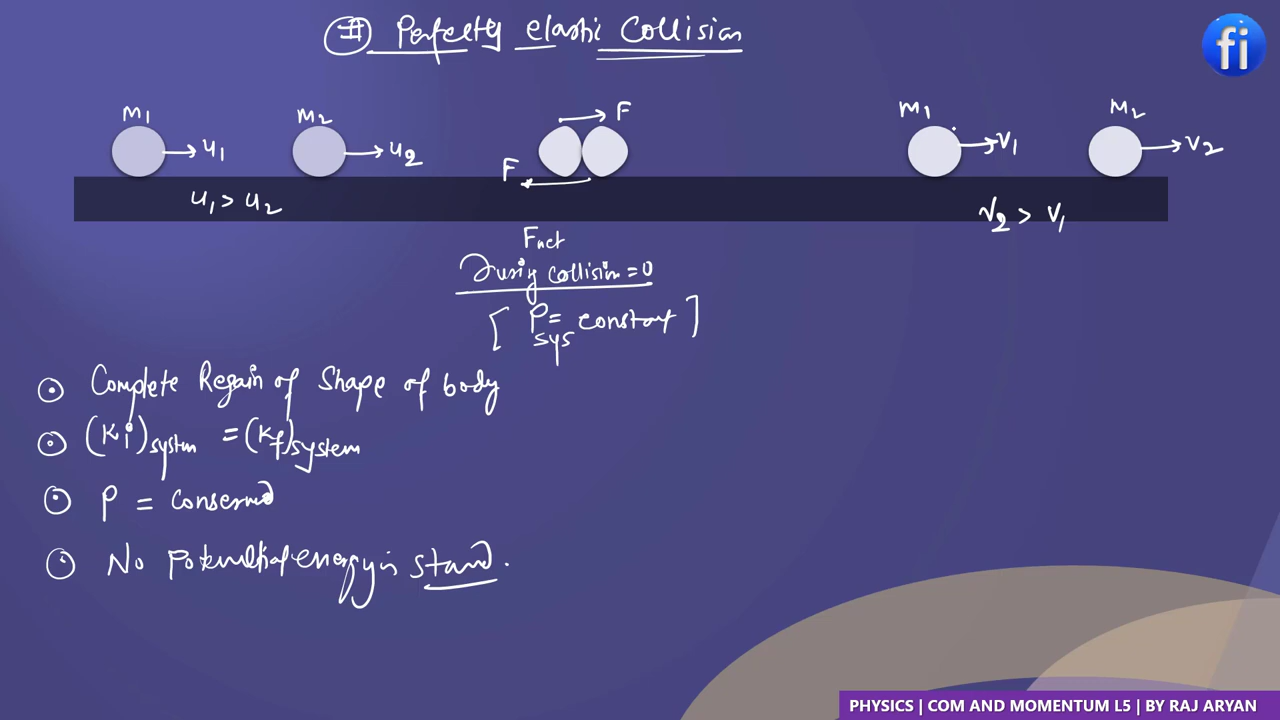 # Perfectly elastic Collision
fi
M1 M2 F M1 M2
u1 u2 F v1 v2
u1 > u2 v2 > v1
Fnet
During collision = 0
[ Psys = constant ]
⊙ Complete Regain of Shape of body
⊙ (Ki)system = (Kf)system
⊙ P = conserved
⊙ No Potential energy is stored.
PHYSICS | COM AND MOMENTUM L5 | BY RAJ ARYAN